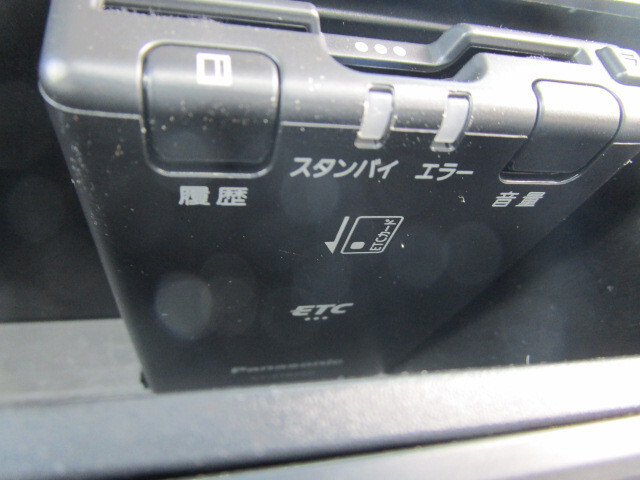 スタンバイ エラー
履歴 音量
ETCカード
ETC
Panasonic